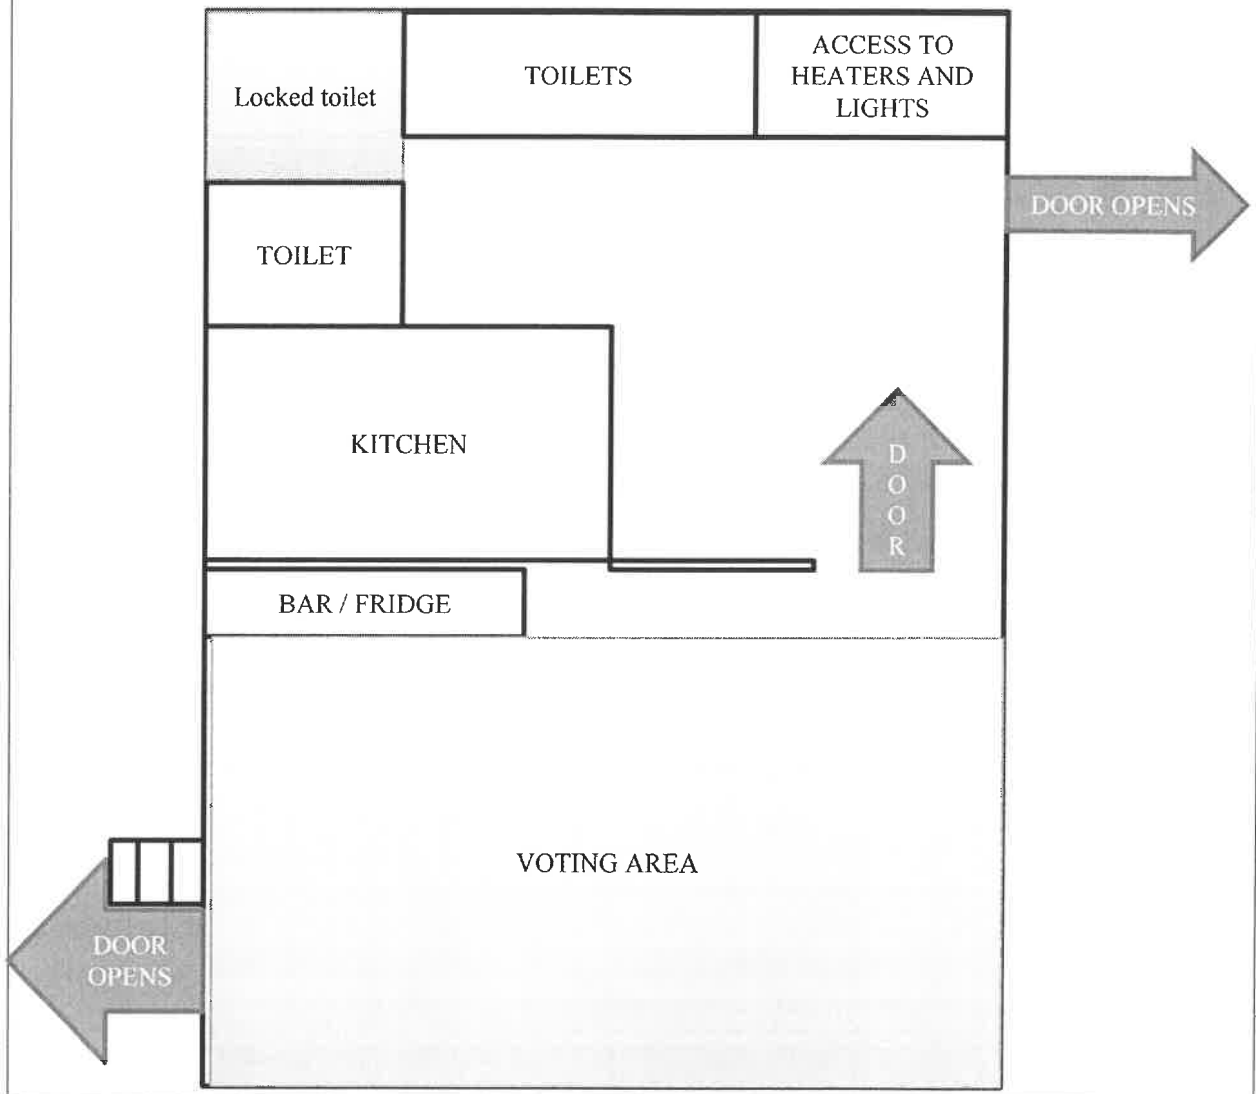 Locked toilet
TOILETS
ACCESS TO
HEATERS AND
LIGHTS
DOOR OPENS
TOILET
KITCHEN
D
O
O
R
BAR / FRIDGE
VOTING AREA
DOOR
OPENS